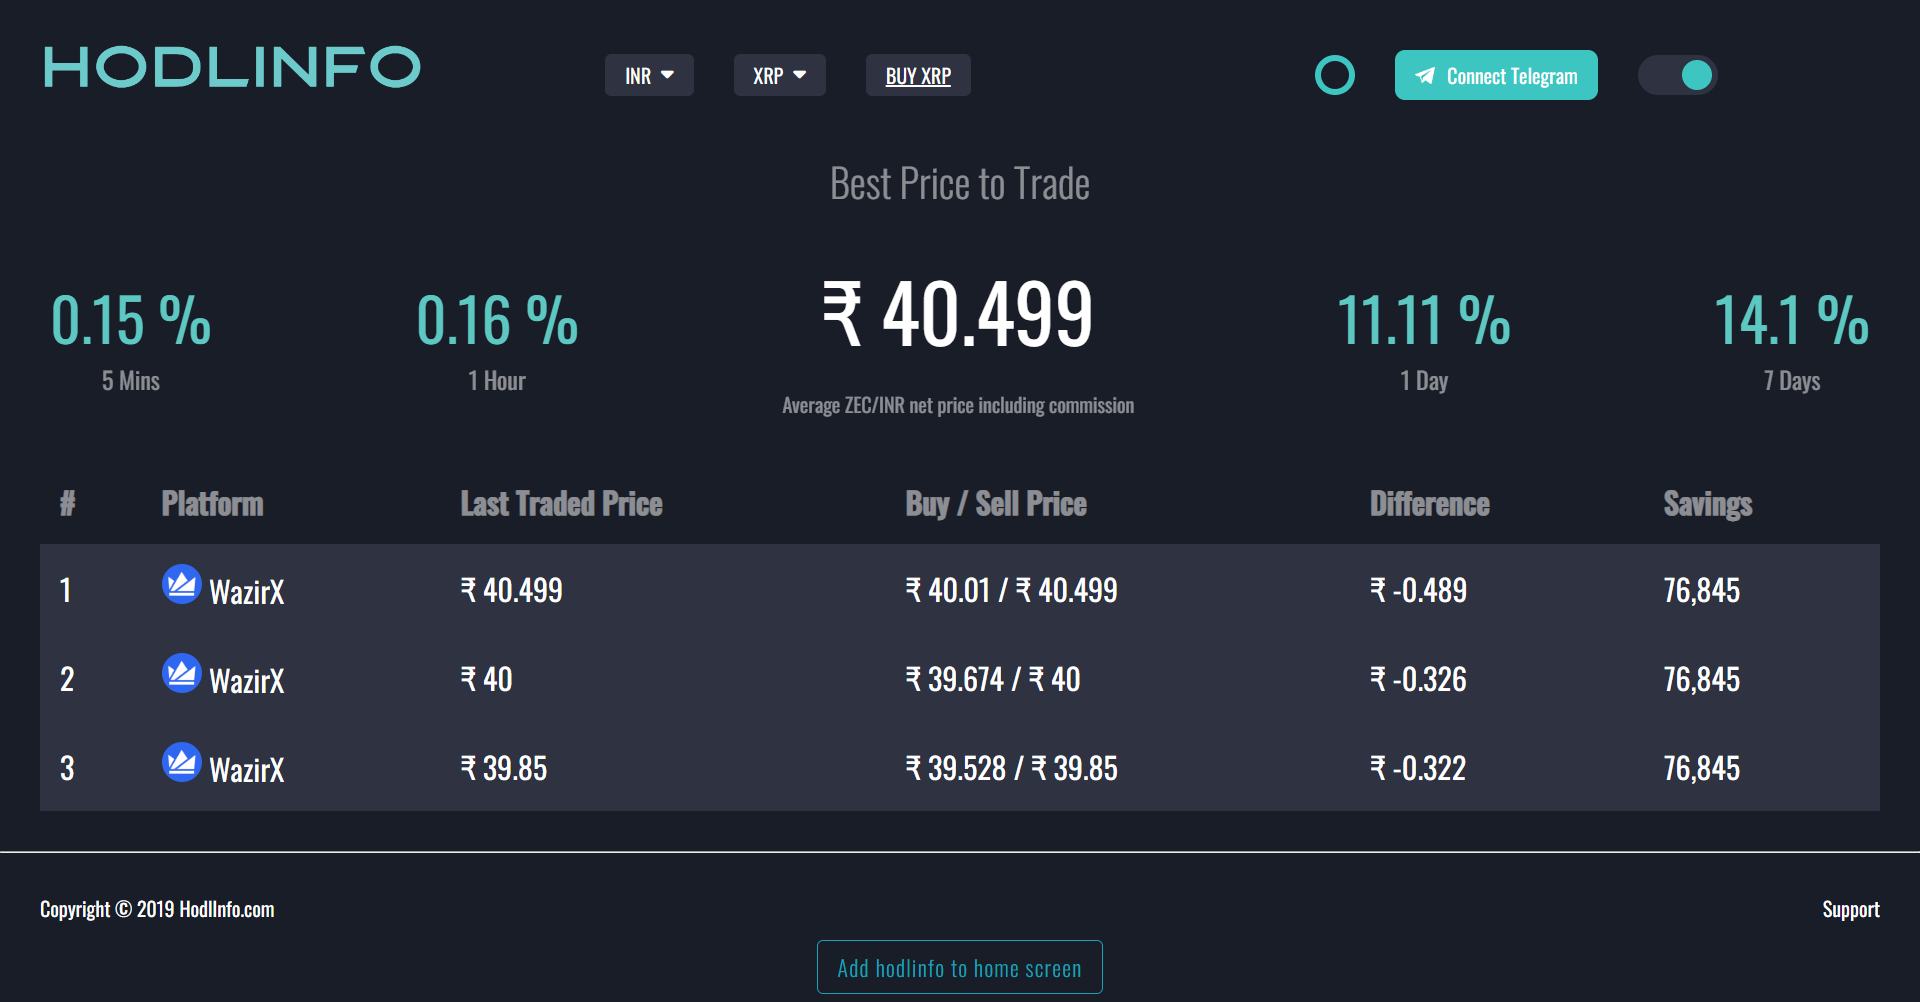 HODLINFO
INR
XRP
BUY XRP
Connect Telegram
Best Price to Trade
0.15 %
5 Mins
0.16 %
1 Hour
₹ 40.499
Average ZEC/INR net price including commission
11.11 %
1 Day
14.1 %
7 Days
# Platform Last Traded Price Buy / Sell Price Difference Savings
1 WazirX ₹ 40.499 ₹ 40.01 / ₹ 40.499 ₹ -0.489 76,845
2 WazirX ₹ 40 ₹ 39.674 / ₹ 40 ₹ -0.326 76,845
3 WazirX ₹ 39.85 ₹ 39.528 / ₹ 39.85 ₹ -0.322 76,845
Copyright © 2019 HodlInfo.com
Support
Add hodlinfo to home screen